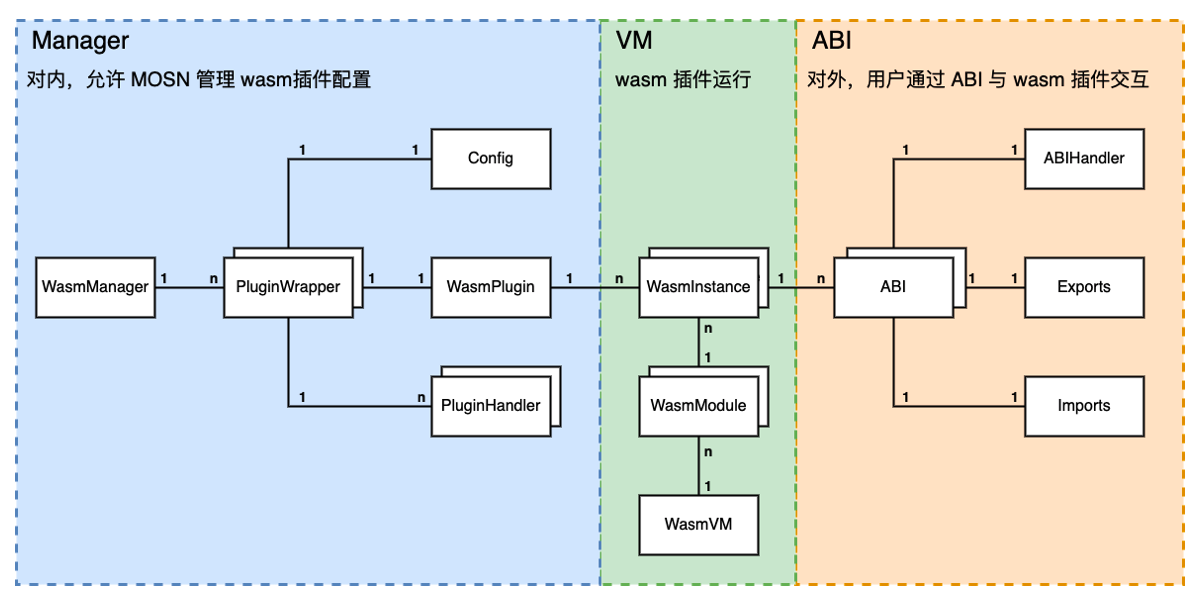 Manager
VM
ABI
对内，允许 MOSN 管理 wasm插件配置
wasm 插件运行
对外，用户通过 ABI 与 wasm 插件交互
1
1
Config
1
1
ABIHandler
WasmManager
1
n
PluginWrapper
1
1
WasmPlugin
1
n
WasmInstance
1
n
ABI
1
1
Exports
n
1
1
n
PluginHandler
WasmModule
1
1
Imports
n
1
WasmVM